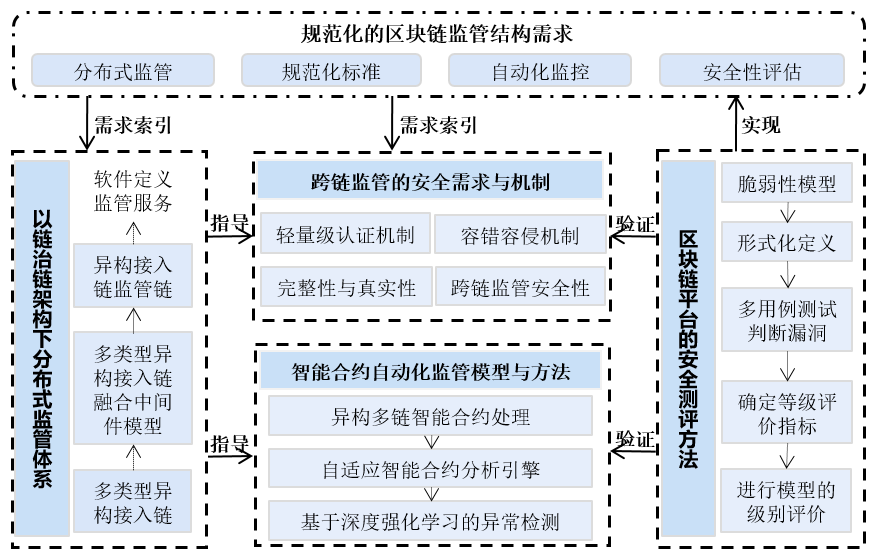 规范化的区块链监管结构需求
分布式监管
规范化标准
自动化监控
安全性评估
需求索引
需求索引
实现
以链治链架构下分布式监管体系
软件定义
监管服务
异构接入
链监管链
多类型异
构接入链
融合中间
件模型
多类型异
构接入链
指导
指导
跨链监管的安全需求与机制
轻量级认证机制
容错容侵机制
完整性与真实性
跨链监管安全性
智能合约自动化监管模型与方法
异构多链智能合约处理
自适应智能合约分析引擎
基于深度强化学习的异常检测
验证
验证
区块链平台的安全测评方法
脆弱性模型
形式化定义
多用例测试
判断漏洞
确定等级评
价指标
进行模型的
级别评价